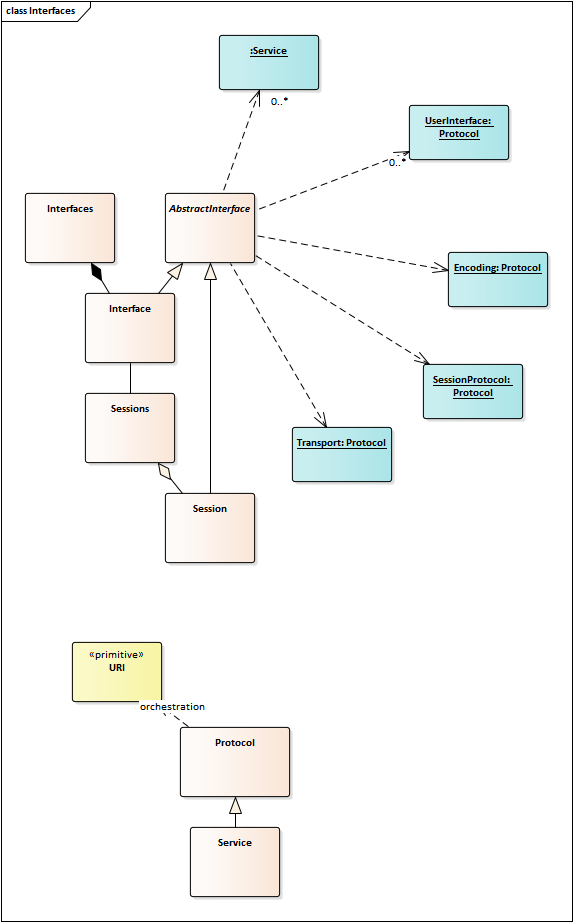 class Interfaces
:Service
0..*
UserInterface:
Protocol
0..*
Interfaces
AbstractInterface
Encoding: Protocol
Interface
SessionProtocol:
Protocol
Sessions
Transport: Protocol
Session
«primitive»
URI
orchestration
Protocol
Service